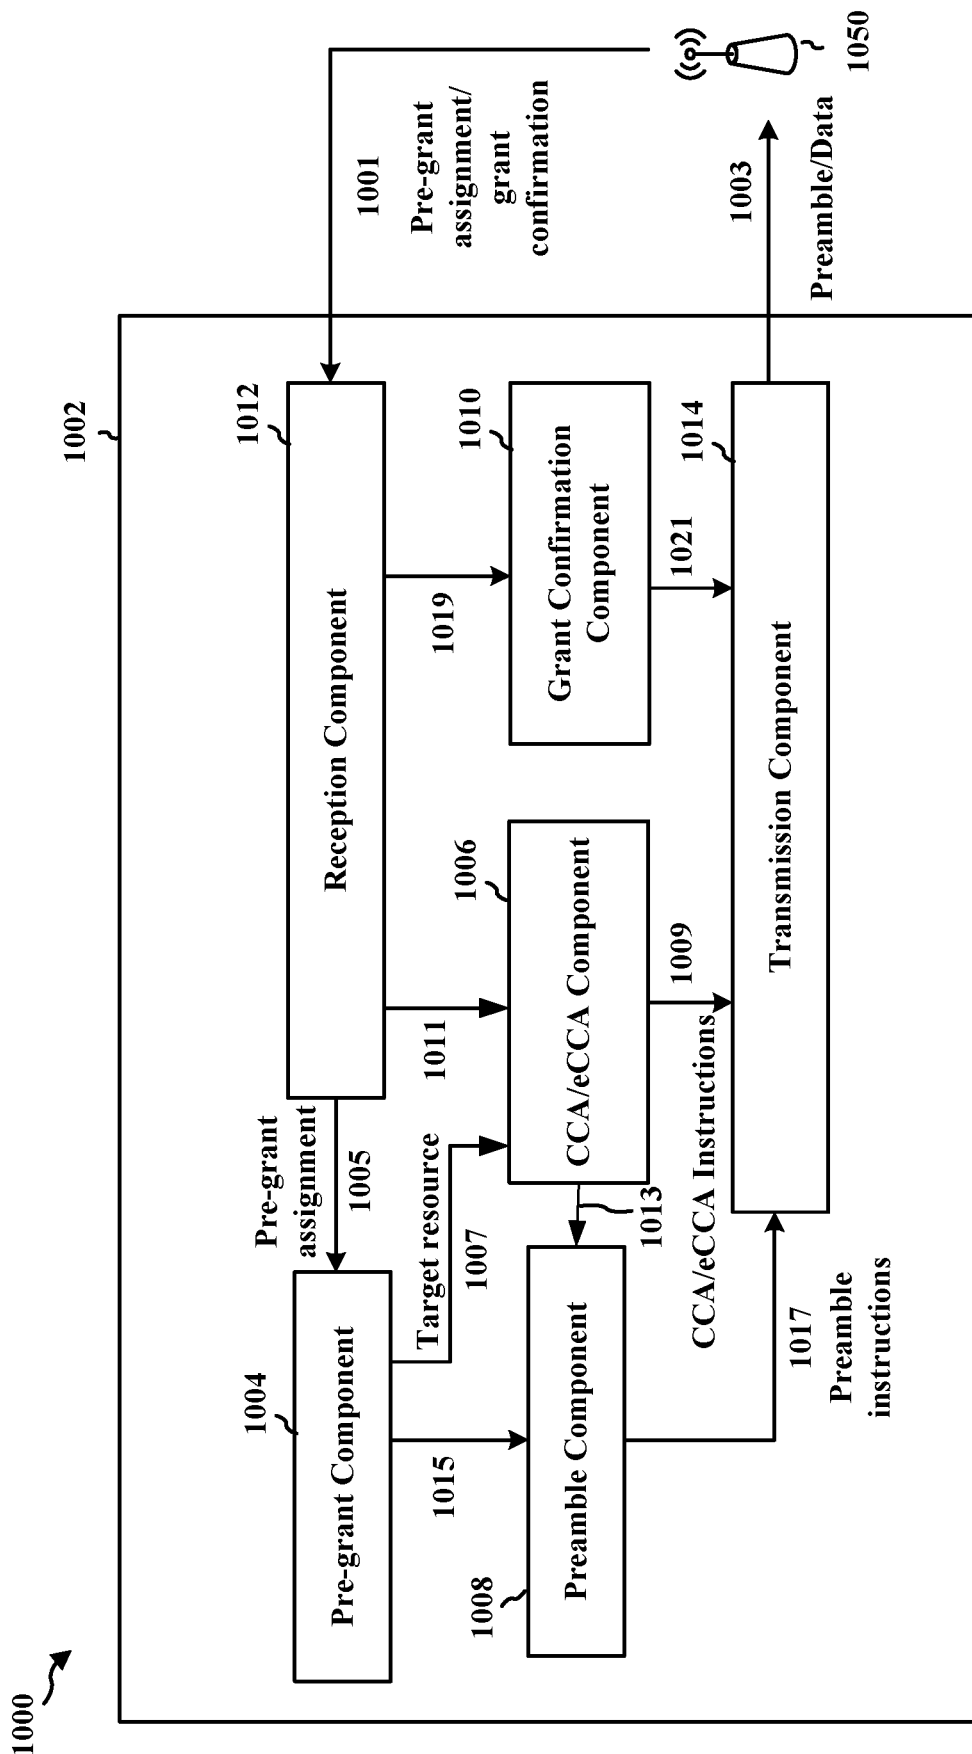 1000
1002
1004
Pre-grant Component
Pre-grant
assignment
1005
1012
Reception Component
1001
Pre-grant
assignment/
grant
confirmation
1015
Target resource
1007
1011
1019
1008
Preamble Component
1013
1006
CCA/eCCA Component
1010
Grant Confirmation
Component
1017
Preamble
instructions
CCA/eCCA Instructions
1009
1021
1014
Transmission Component
1003
Preamble/Data
1050